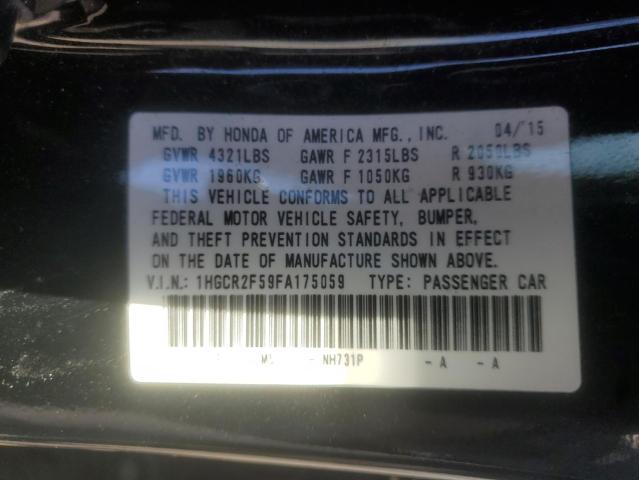 MFD. BY HONDA OF AMERICA MFG., INC. 04/15
GVWR 4321LBS GAWR F 2315LBS R 2050LBS
GVWR 1960KG GAWR F 1050KG R 930KG
THIS VEHICLE CONFORMS TO ALL APPLICABLE
FEDERAL MOTOR VEHICLE SAFETY, BUMPER,
AND THEFT PREVENTION STANDARDS IN EFFECT
ON THE DATE OF MANUFACTURE SHOWN ABOVE.
V.I.N.: 1HGCR2F59FA175059 TYPE: PASSENGER CAR
- NH731P - A - A